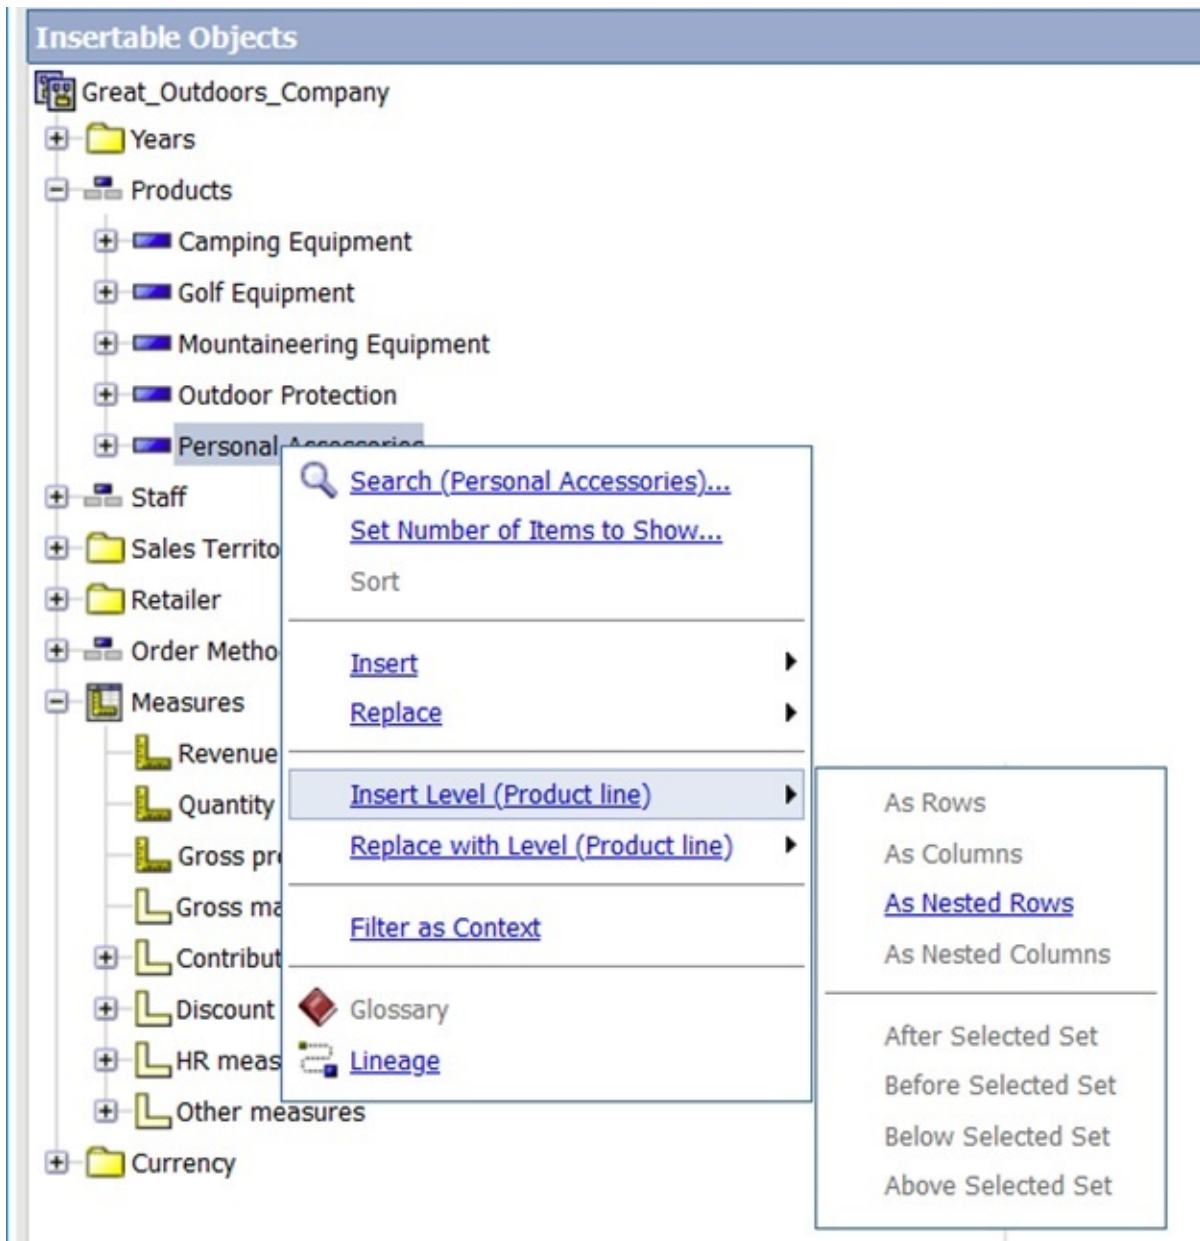 Insertable Objects
Great_Outdoors_Company
Years
Products
Camping Equipment
Golf Equipment
Mountaineering Equipment
Outdoor Protection
Personal Accessories
Staff
Sales Territo
Retailer
Order Metho
Measures
Revenue
Quantity
Gross pro
Gross ma
Contribut
Discount
HR meas
Other measures
Currency
Search (Personal Accessories)...
Set Number of Items to Show...
Sort
Insert
Replace
Insert Level (Product line)
Replace with Level (Product line)
Filter as Context
Glossary
Lineage
As Rows
As Columns
As Nested Rows
As Nested Columns
After Selected Set
Before Selected Set
Below Selected Set
Above Selected Set